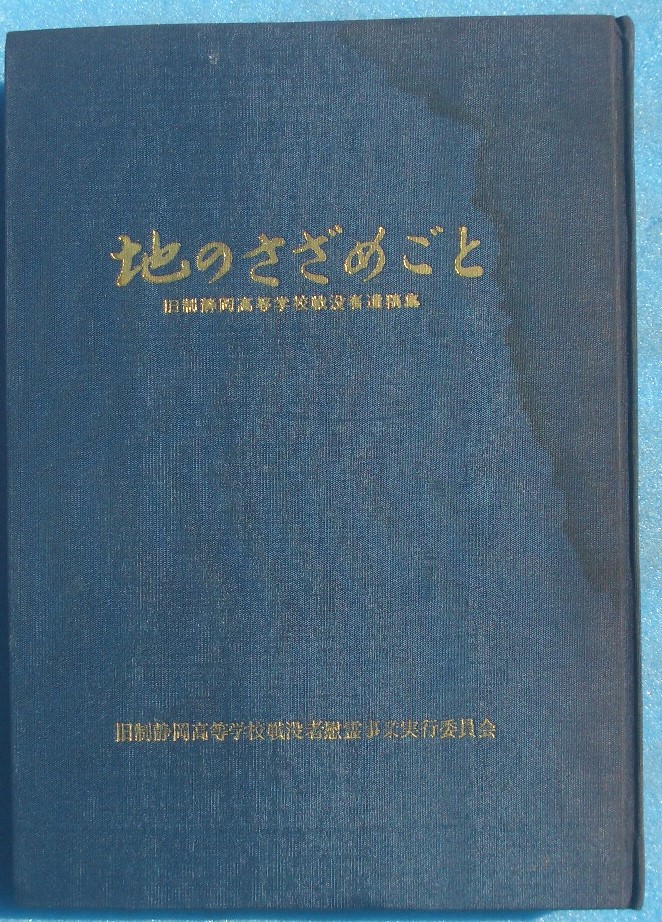 地のさざめごと
旧制静岡高等学校戦没者遺稿集
旧制静岡高等学校戦没者慰霊事業実行委員会